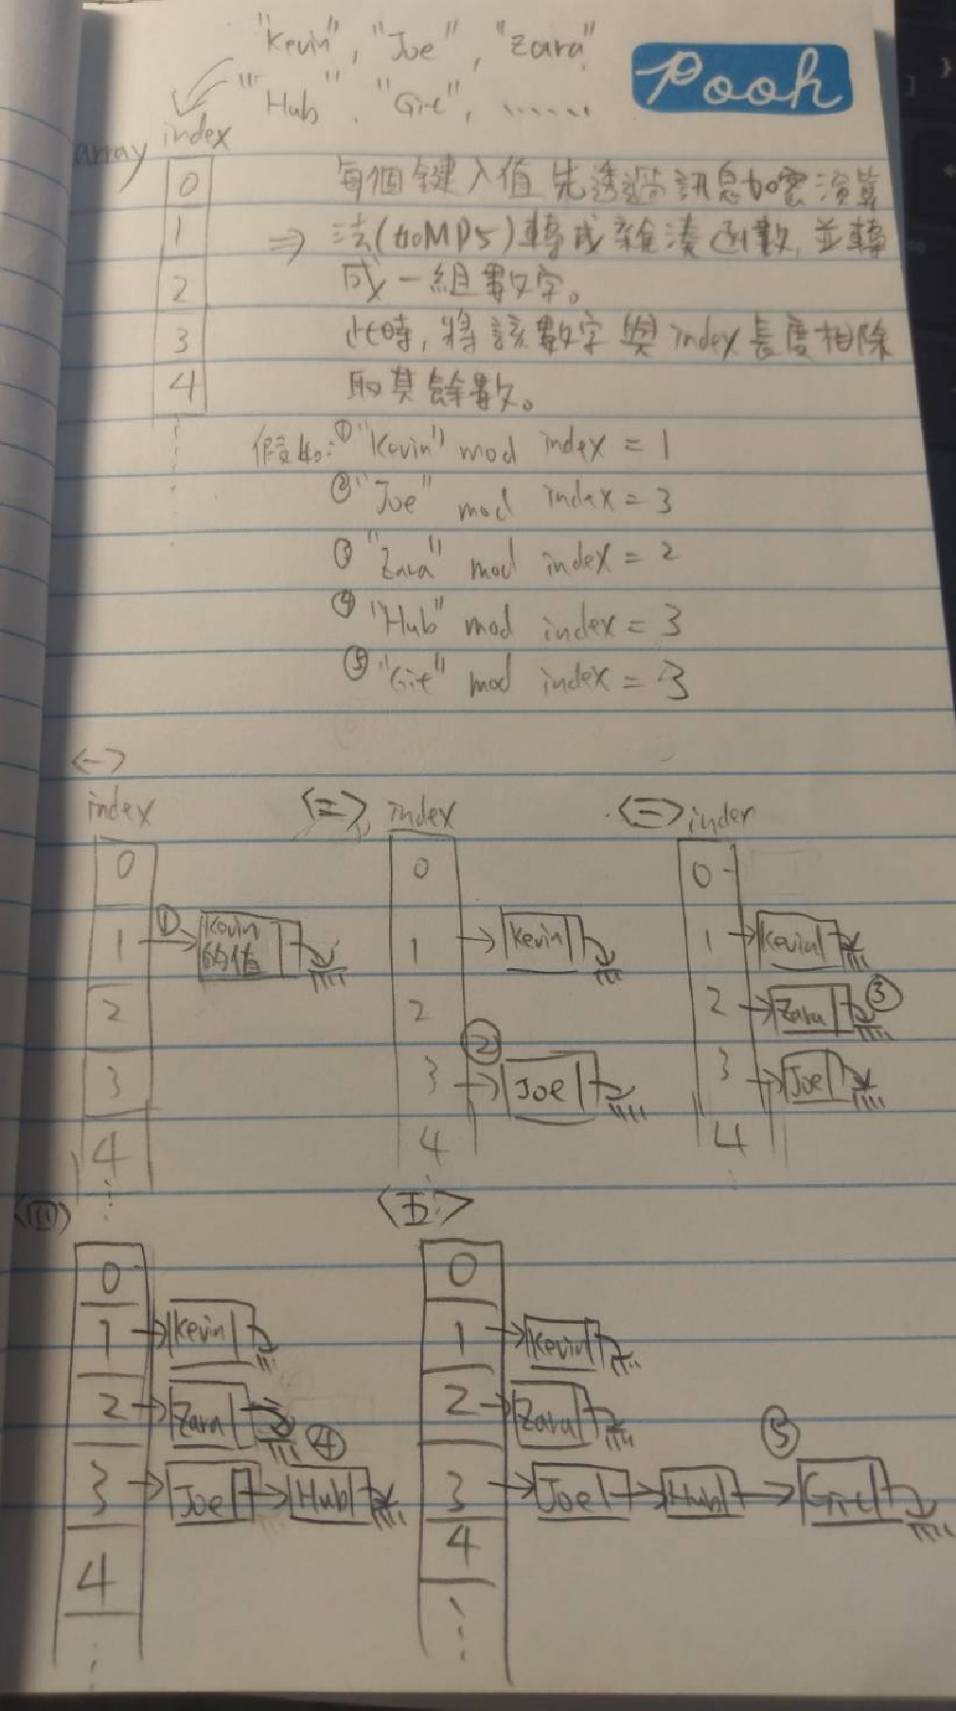 "Kevin", "Joe", "Zara"
"Hub", "Git", ......
Pooh
array index
0
1
2
3
4
每個鍵入值先透過訊息加密演算
⇒ 法(如MD5)轉成雜湊函數,並轉
成一組數字。
此時,將該數字與index長度相除
取其餘數。
假如:①"Kevin" mod index = 1
②"Joe" mod index = 3
③"Zara" mod index = 2
④"Hub" mod index = 3
⑤"Git" mod index = 3
<一>
index
0
1 ① Kevin的值
2
3
4
<二> index
0
1 Kevin
2
3 ② Joe
4
<三> index
0
1 Kevin
2 Zara ③
3 Joe
4
<四>
0
1 Kevin
2 Zara
3 Joe Hub ④
4
<五>
0
1 Kevin
2 Zara
3 Joe Hub Git ⑤
4